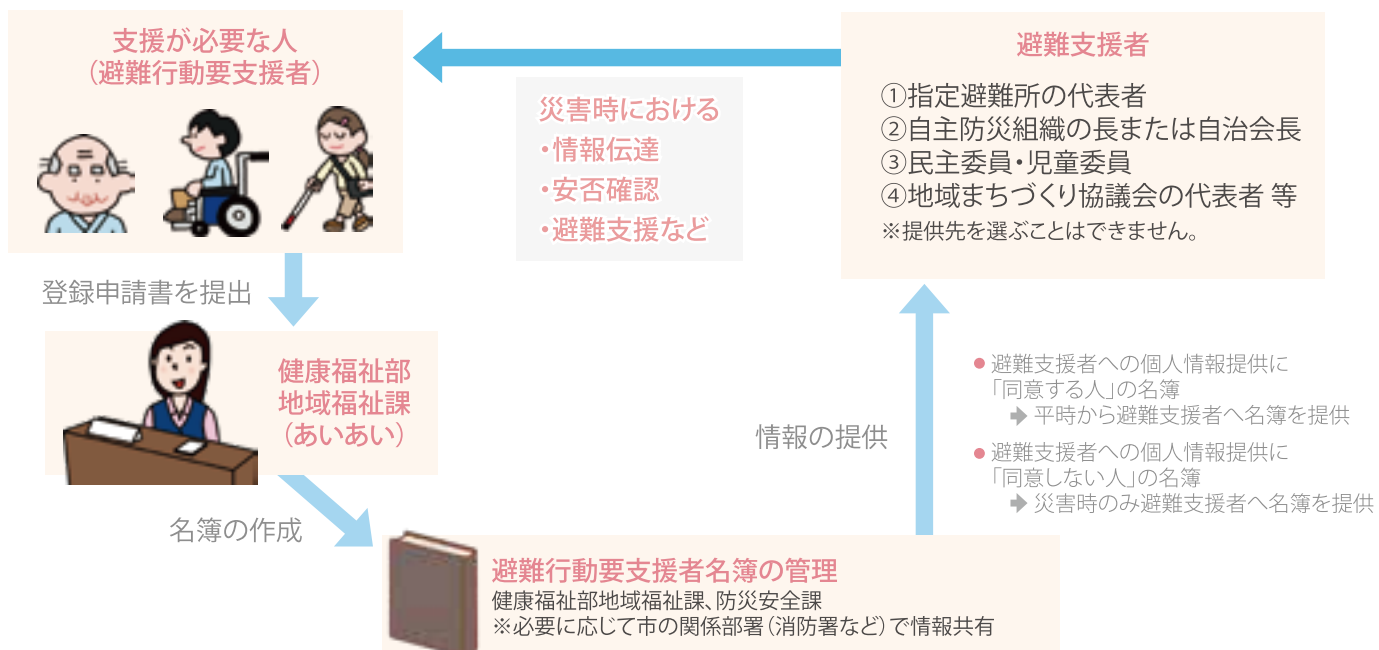 支援が必要な人
（避難行動要支援者）
避難支援者
①指定避難所の代表者
②自主防災組織の長または自治会長
③民主委員・児童委員
④地域まちづくり協議会の代表者 等
※提供先を選ぶことはできません。
災害時における
・情報伝達
・安否確認
・避難支援など
登録申請書を提出
健康福祉部
地域福祉課
（あいあい）
名簿の作成
情報の提供
● 避難支援者への個人情報提供に
「同意する人」の名簿
➡ 平時から避難支援者へ名簿を提供
● 避難支援者への個人情報提供に
「同意しない人」の名簿
➡ 災害時のみ避難支援者へ名簿を提供
避難行動要支援者名簿の管理
健康福祉部地域福祉課、防災安全課
※必要に応じて市の関係部署（消防署など）で情報共有